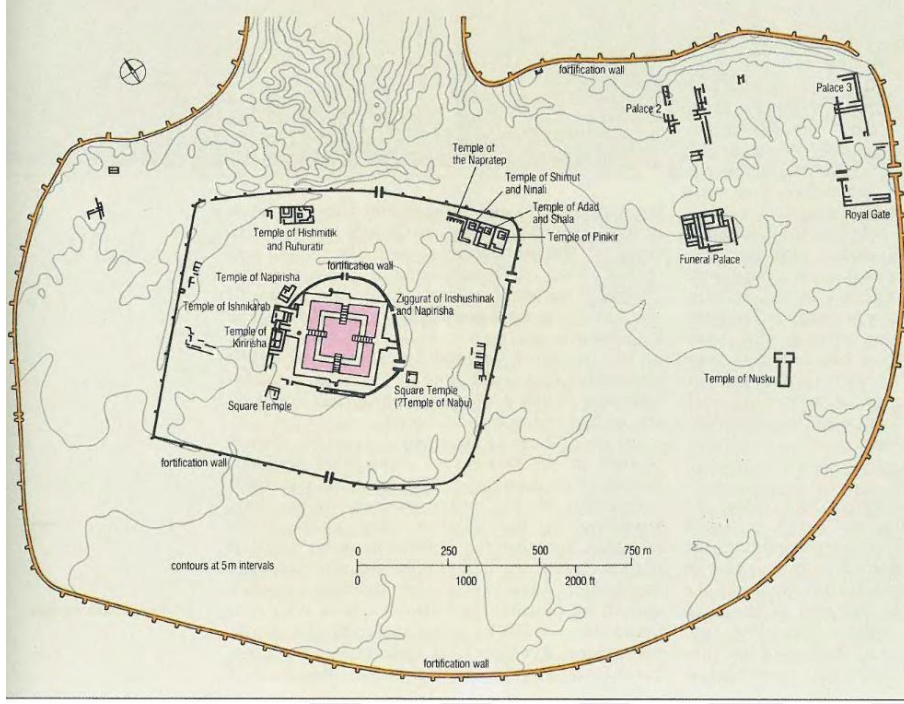 fortification wall
Palace 2
Palace 3
Royal Gate
Funeral Palace
Temple of
the Napratep
Temple of Shimut
and Ninali
Temple of Adad
and Shala
Temple of Pinikir
Temple of Hishmitik
and Ruhuratir
fortification wall
Temple of Napirisha
Temple of Ishnikarab
Temple of
Kiririsha
Ziggurat of Inshushinak
and Napirisha
Square Temple
Square Temple
(?Temple of Nabu)
Temple of Nusku
fortification wall
contours at 5m intervals
0 250 500 750 m
0 1000 2000 ft
fortification wall